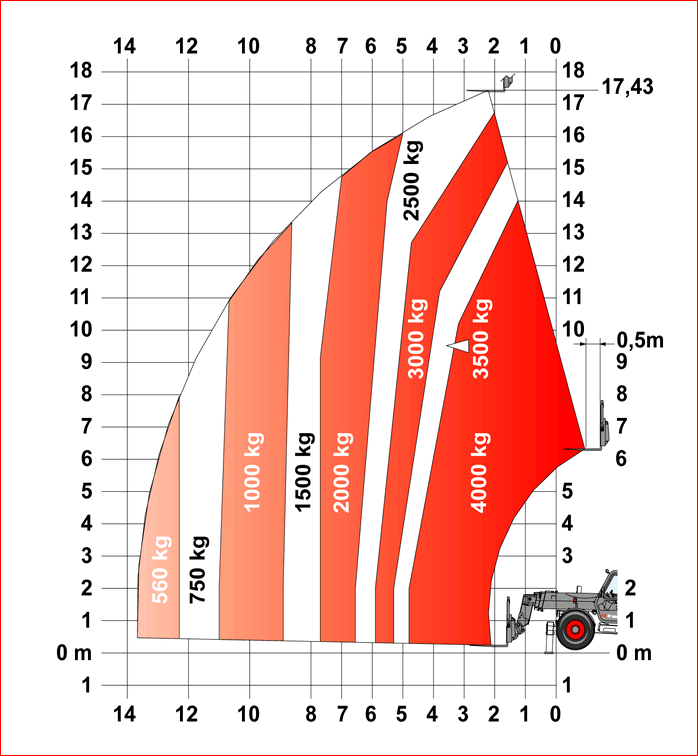 14 12 10 8 7 6 5 4 3 2 1 0
18 18
17,43
17 17
16 16
15 15
14 14
13 13
12 12
11 11
10 10
0,5m
9 9
8 8
7 7
6 6
5 5
4 4
3 3
2 2
1 1
0 m 0 m
1 1
14 12 10 8 7 6 5 4 3 2 1 0
560 kg
750 kg
1000 kg
1500 kg
2000 kg
2500 kg
3000 kg
3500 kg
4000 kg